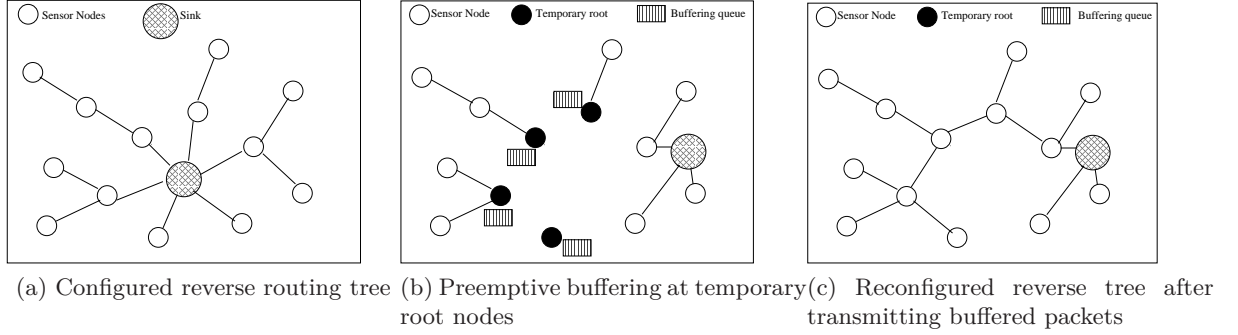 Sensor Nodes
Sink
Sensor Node
Temporary root
Buffering queue
Sensor Node
Temporary root
Buffering queue
(a) Configured reverse routing tree
(b) Preemptive buffering at temporary
root nodes
(c) Reconfigured reverse tree after
transmitting buffered packets